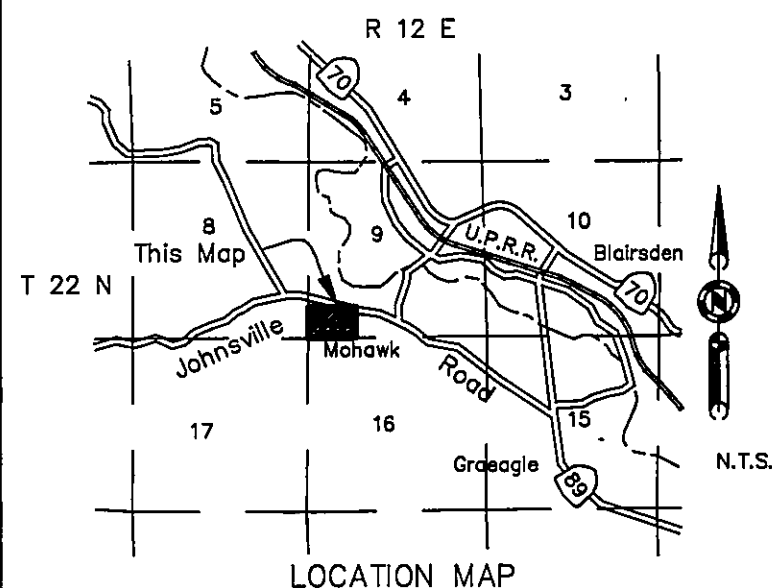 R 12 E
70
5
4
3
8
This Map
9
U.P.R.R.
10
Blairsden
T 22 N
70
N
Johnsville
Mohawk
Road
17
16
15
Graeagle
89
N.T.S.
LOCATION MAP